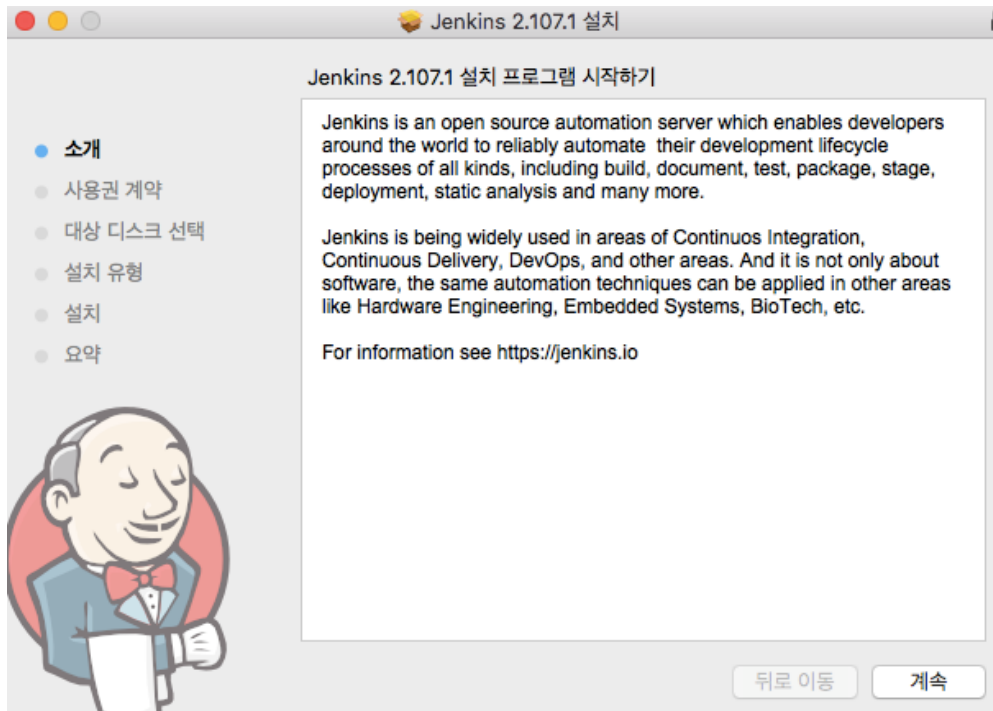 Jenkins 2.107.1 설치
Jenkins 2.107.1 설치 프로그램 시작하기
소개
사용권 계약
대상 디스크 선택
설치 유형
설치
요약
Jenkins is an open source automation server which enables developers
around the world to reliably automate  their development lifecycle
processes of all kinds, including build, document, test, package, stage,
deployment, static analysis and many more.
Jenkins is being widely used in areas of Continuos Integration,
Continuous Delivery, DevOps, and other areas. And it is not only about
software, the same automation techniques can be applied in other areas
like Hardware Engineering, Embedded Systems, BioTech, etc.
For information see https://jenkins.io
뒤로 이동
계속